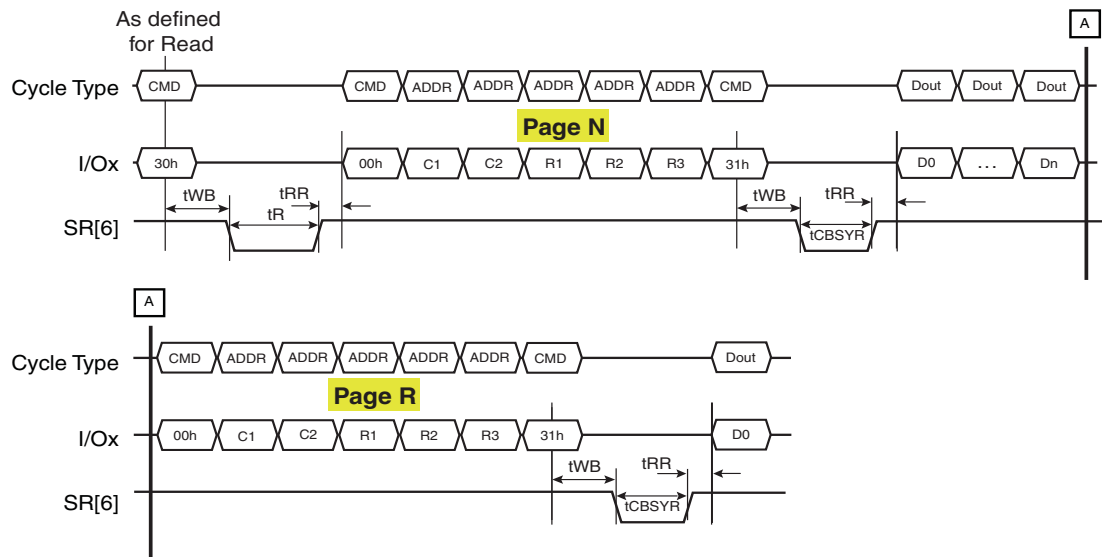 As defined
for Read
A
Cycle Type CMD CMD ADDR ADDR ADDR ADDR ADDR CMD Dout Dout Dout
Page N
I/Ox 30h 00h C1 C2 R1 R2 R3 31h D0 ... Dn
tWB tR tRR tWB tCBSYR tRR
SR[6]
A
Cycle Type CMD ADDR ADDR ADDR ADDR ADDR CMD Dout
Page R
I/Ox 00h C1 C2 R1 R2 R3 31h D0
tWB tCBSYR tRR
SR[6]